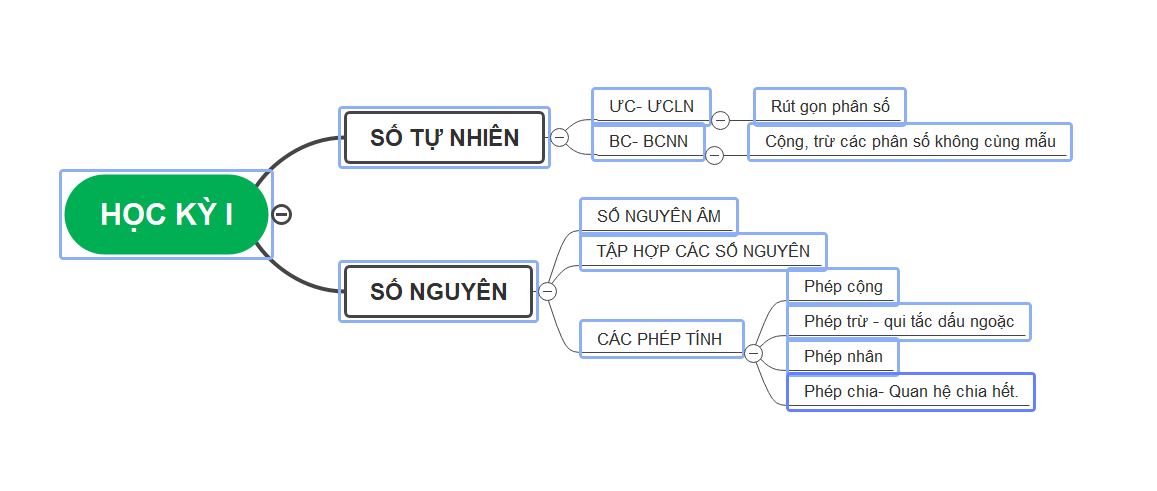 HỌC KỲ I
SỐ TỰ NHIÊN
ƯC- ƯCLN
Rút gọn phân số
BC- BCNN
Cộng, trừ các phân số không cùng mẫu
SỐ NGUYÊN
SỐ NGUYÊN ÂM
TẬP HỢP CÁC SỐ NGUYÊN
CÁC PHÉP TÍNH
Phép cộng
Phép trừ - qui tắc dấu ngoặc
Phép nhân
Phép chia- Quan hệ chia hết.